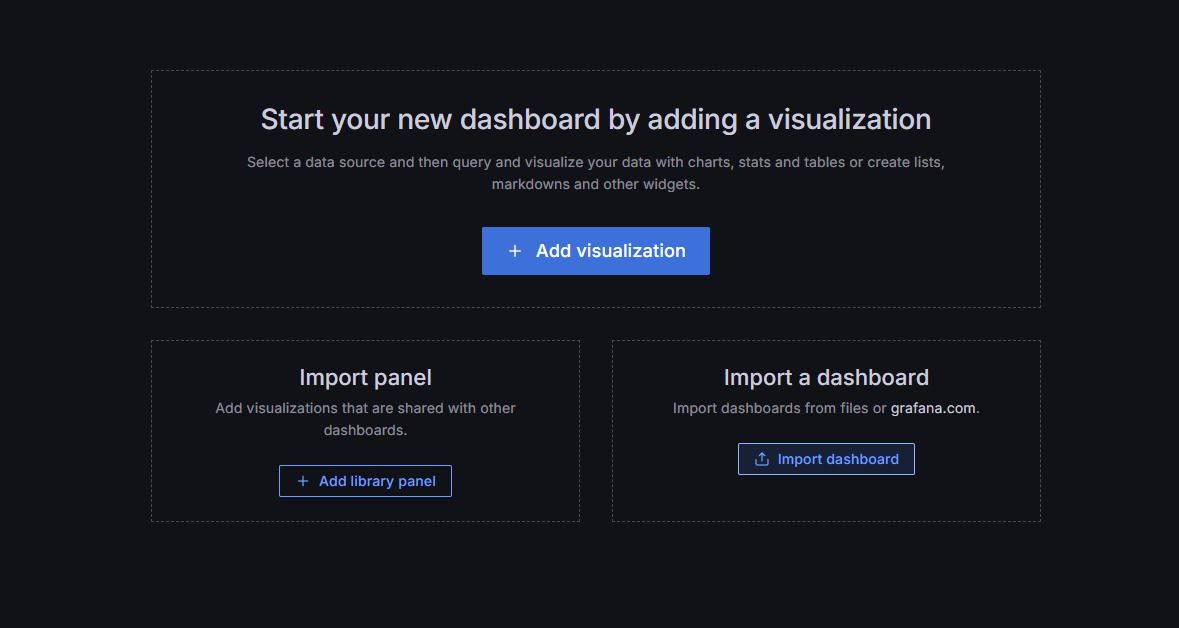 Start your new dashboard by adding a visualization
Select a data source and then query and visualize your data with charts, stats and tables or create lists,
markdowns and other widgets.
Add visualization
Import panel
Add visualizations that are shared with other
dashboards.
Add library panel
Import a dashboard
Import dashboards from files or grafana.com.
Import dashboard